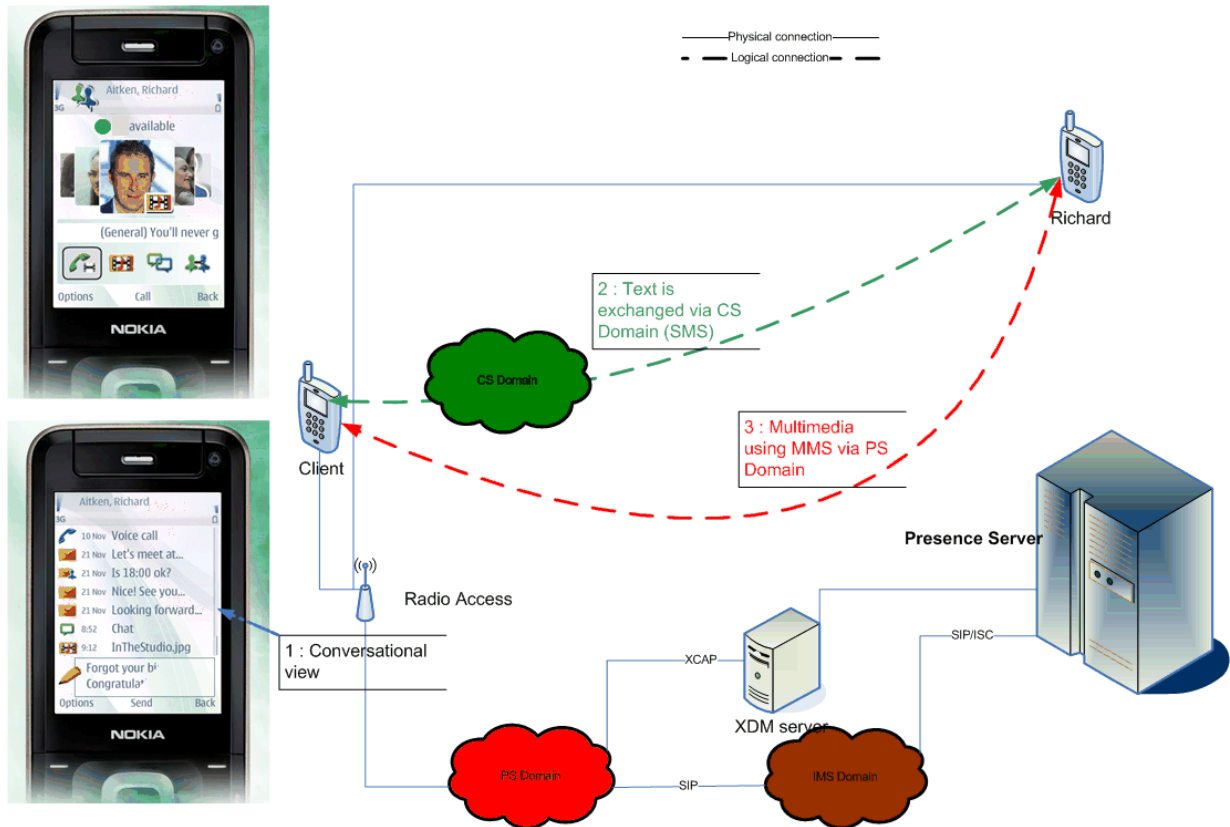 Aitken, Richard
3G
available
(General) You'll never g
Options Call Back
NOKIA
Aitken, Richard
3G
10 Nov Voice call
21 Nov Let's meet at...
21 Nov Is 18:00 ok?
21 Nov Nice! See you...
21 Nov Looking forward...
8:52 Chat
9:12 InTheStudio.jpg
Forgot your
Congratula
Options Send Back
NOKIA
Physical connection
Logical connection
Richard
2 : Text is
exchanged via CS
Domain (SMS)
CS Domain
Client
3 : Multimedia
using MMS via PS
Domain
Presence Server
Radio Access
1 : Conversational
view
XCAP
SIP/ISC
XDM server
PS Domain
SIP
IMS Domain